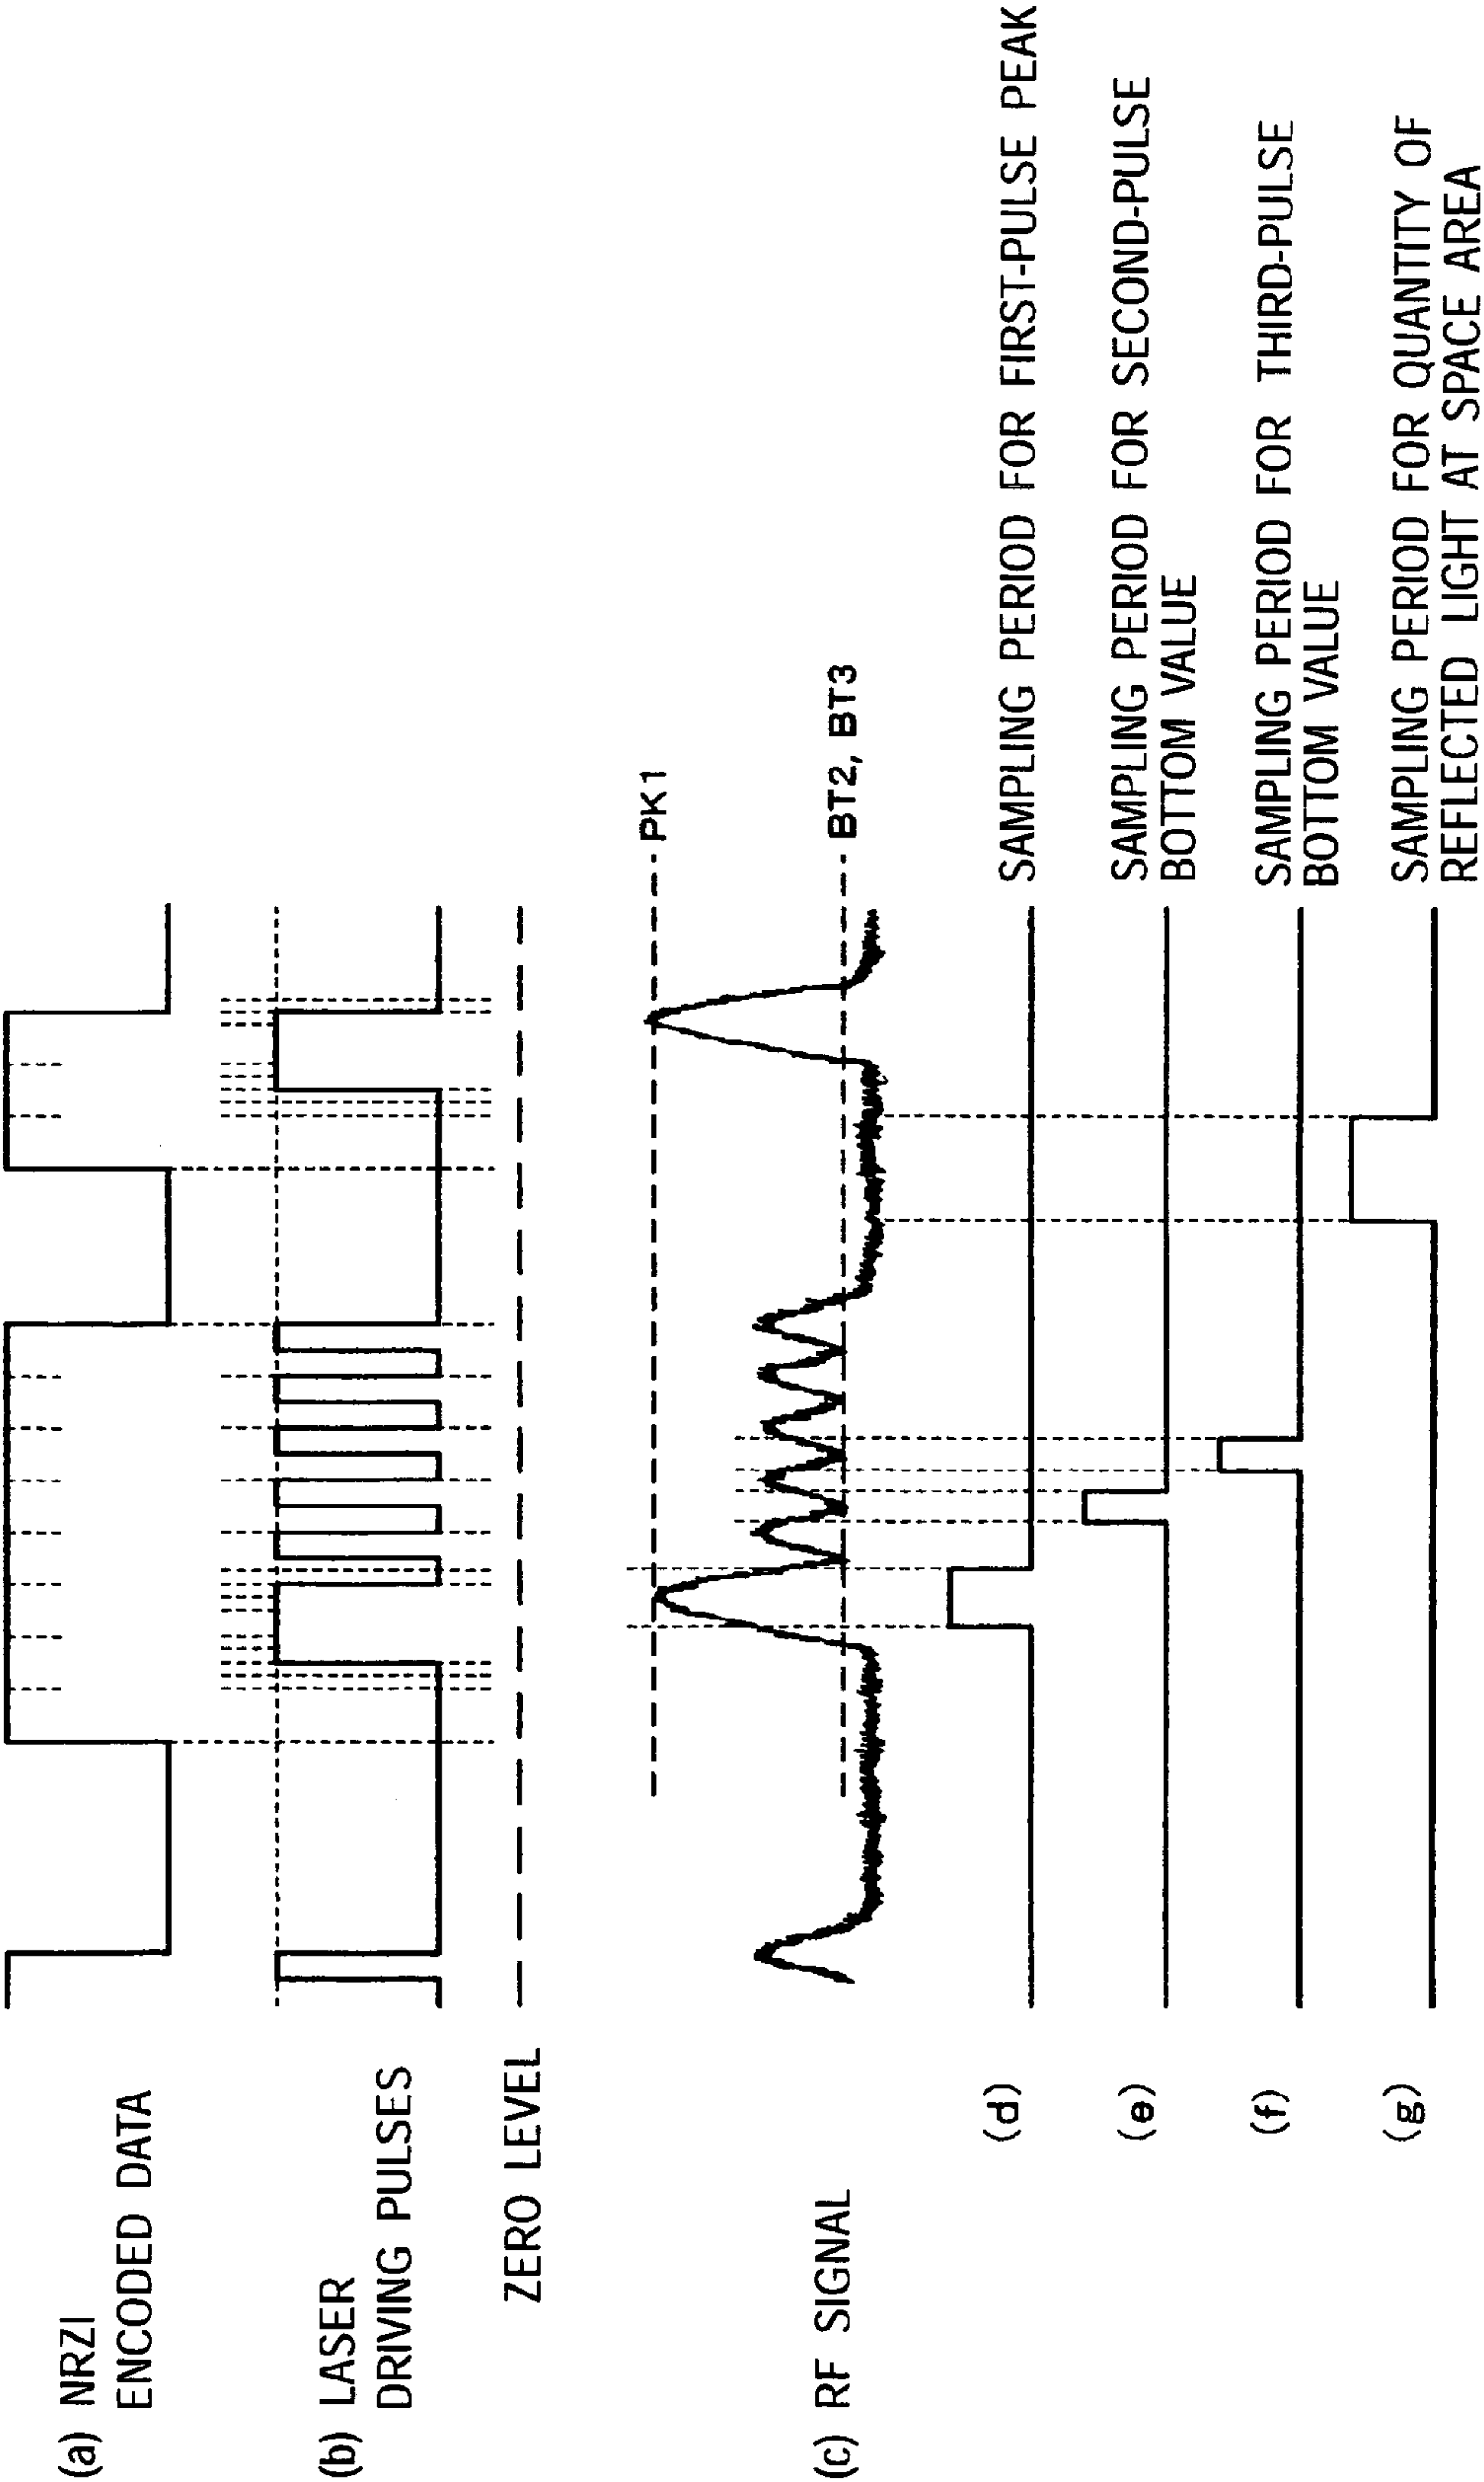 (a) NRZI
ENCODED DATA
(b) LASER
DRIVING PULSES
ZERO LEVEL
(c) RF SIGNAL
PK1
BT2, BT3
(d)
SAMPLING PERIOD FOR FIRST-PULSE PEAK
(e)
SAMPLING PERIOD FOR SECOND-PULSE
BOTTOM VALUE
(f)
SAMPLING PERIOD FOR THIRD-PULSE
BOTTOM VALUE
(g)
SAMPLING PERIOD FOR QUANTITY OF
REFLECTED LIGHT AT SPACE AREA